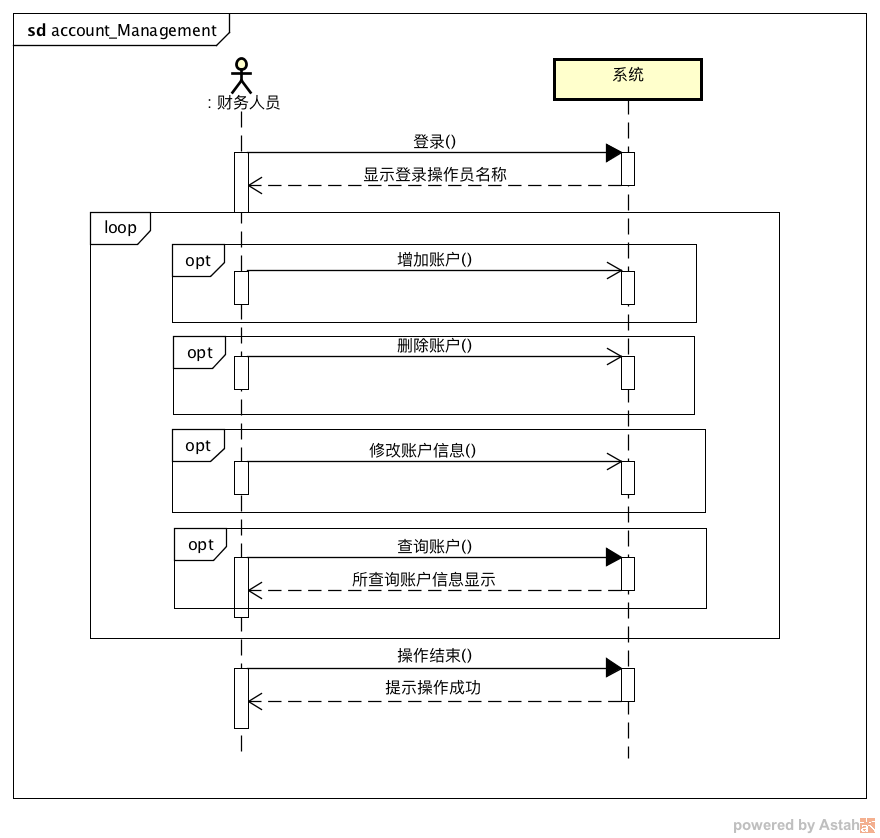 sd account_Management
: 财务人员
系统
登录()
显示登录操作员名称
loop
opt
增加账户()
opt
删除账户()
opt
修改账户信息()
opt
查询账户()
所查询账户信息显示
操作结束()
提示操作成功
powered by Astah